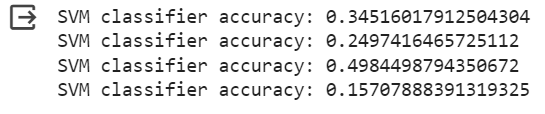 SVM classifier accuracy: 0.34516017912504304
SVM classifier accuracy: 0.2497416465725112
SVM classifier accuracy: 0.4984498794350672
SVM classifier accuracy: 0.15707888391319325